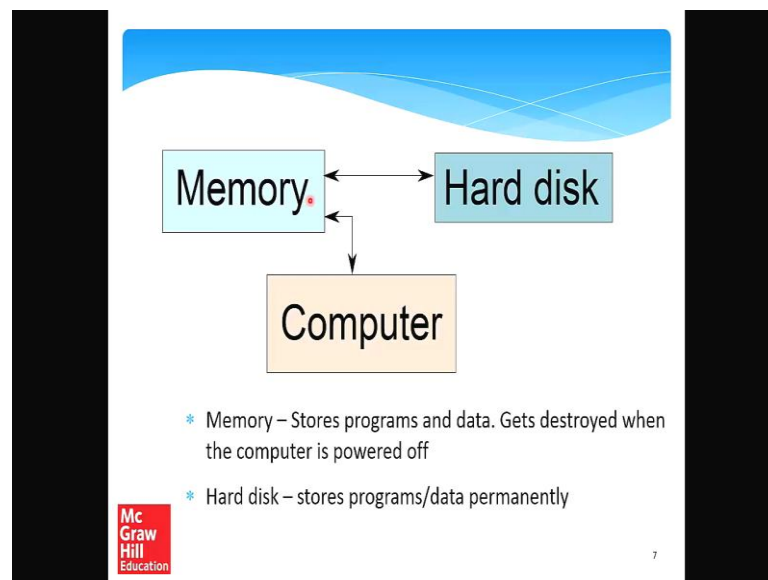 Memory
Hard disk
Computer
* Memory – Stores programs and data. Gets destroyed when
the computer is powered off
* Hard disk – stores programs/data permanently
Mc
Graw
Hill
Education
7